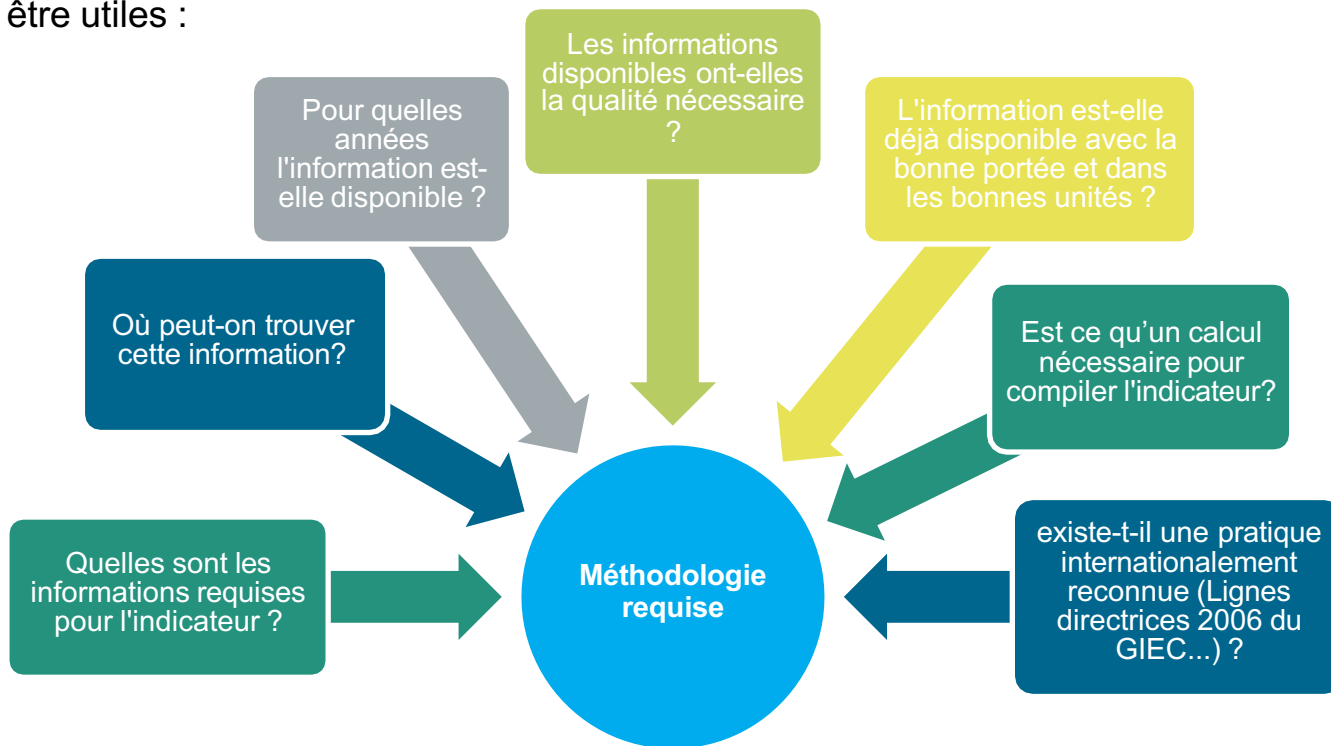 être utiles :
Les informations
disponibles ont-elles
la qualité nécessaire
?
Pour quelles
années
l'information est-
elle disponible ?
L'information est-elle
déjà disponible avec la
bonne portée et dans
les bonnes unités ?
Où peut-on trouver
cette information?
Est ce qu’un calcul
nécessaire pour
compiler l'indicateur?
Quelles sont les
informations requises
pour l'indicateur ?
Méthodologie
requise
existe-t-il une pratique
internationalement
reconnue (Lignes
directrices 2006 du
GIEC...) ?